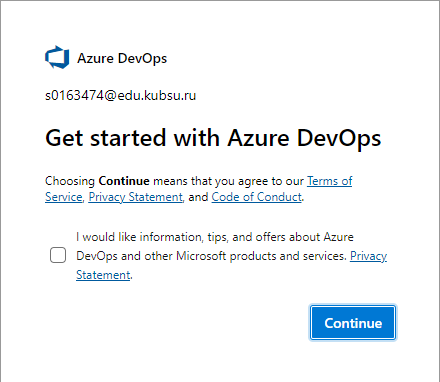 Azure DevOps
s0163474@edu.kubsu.ru
Get started with Azure DevOps
Choosing Continue means that you agree to our Terms of
Service, Privacy Statement, and Code of Conduct.
I would like information, tips, and offers about Azure
DevOps and other Microsoft products and services. Privacy
Statement.
Continue